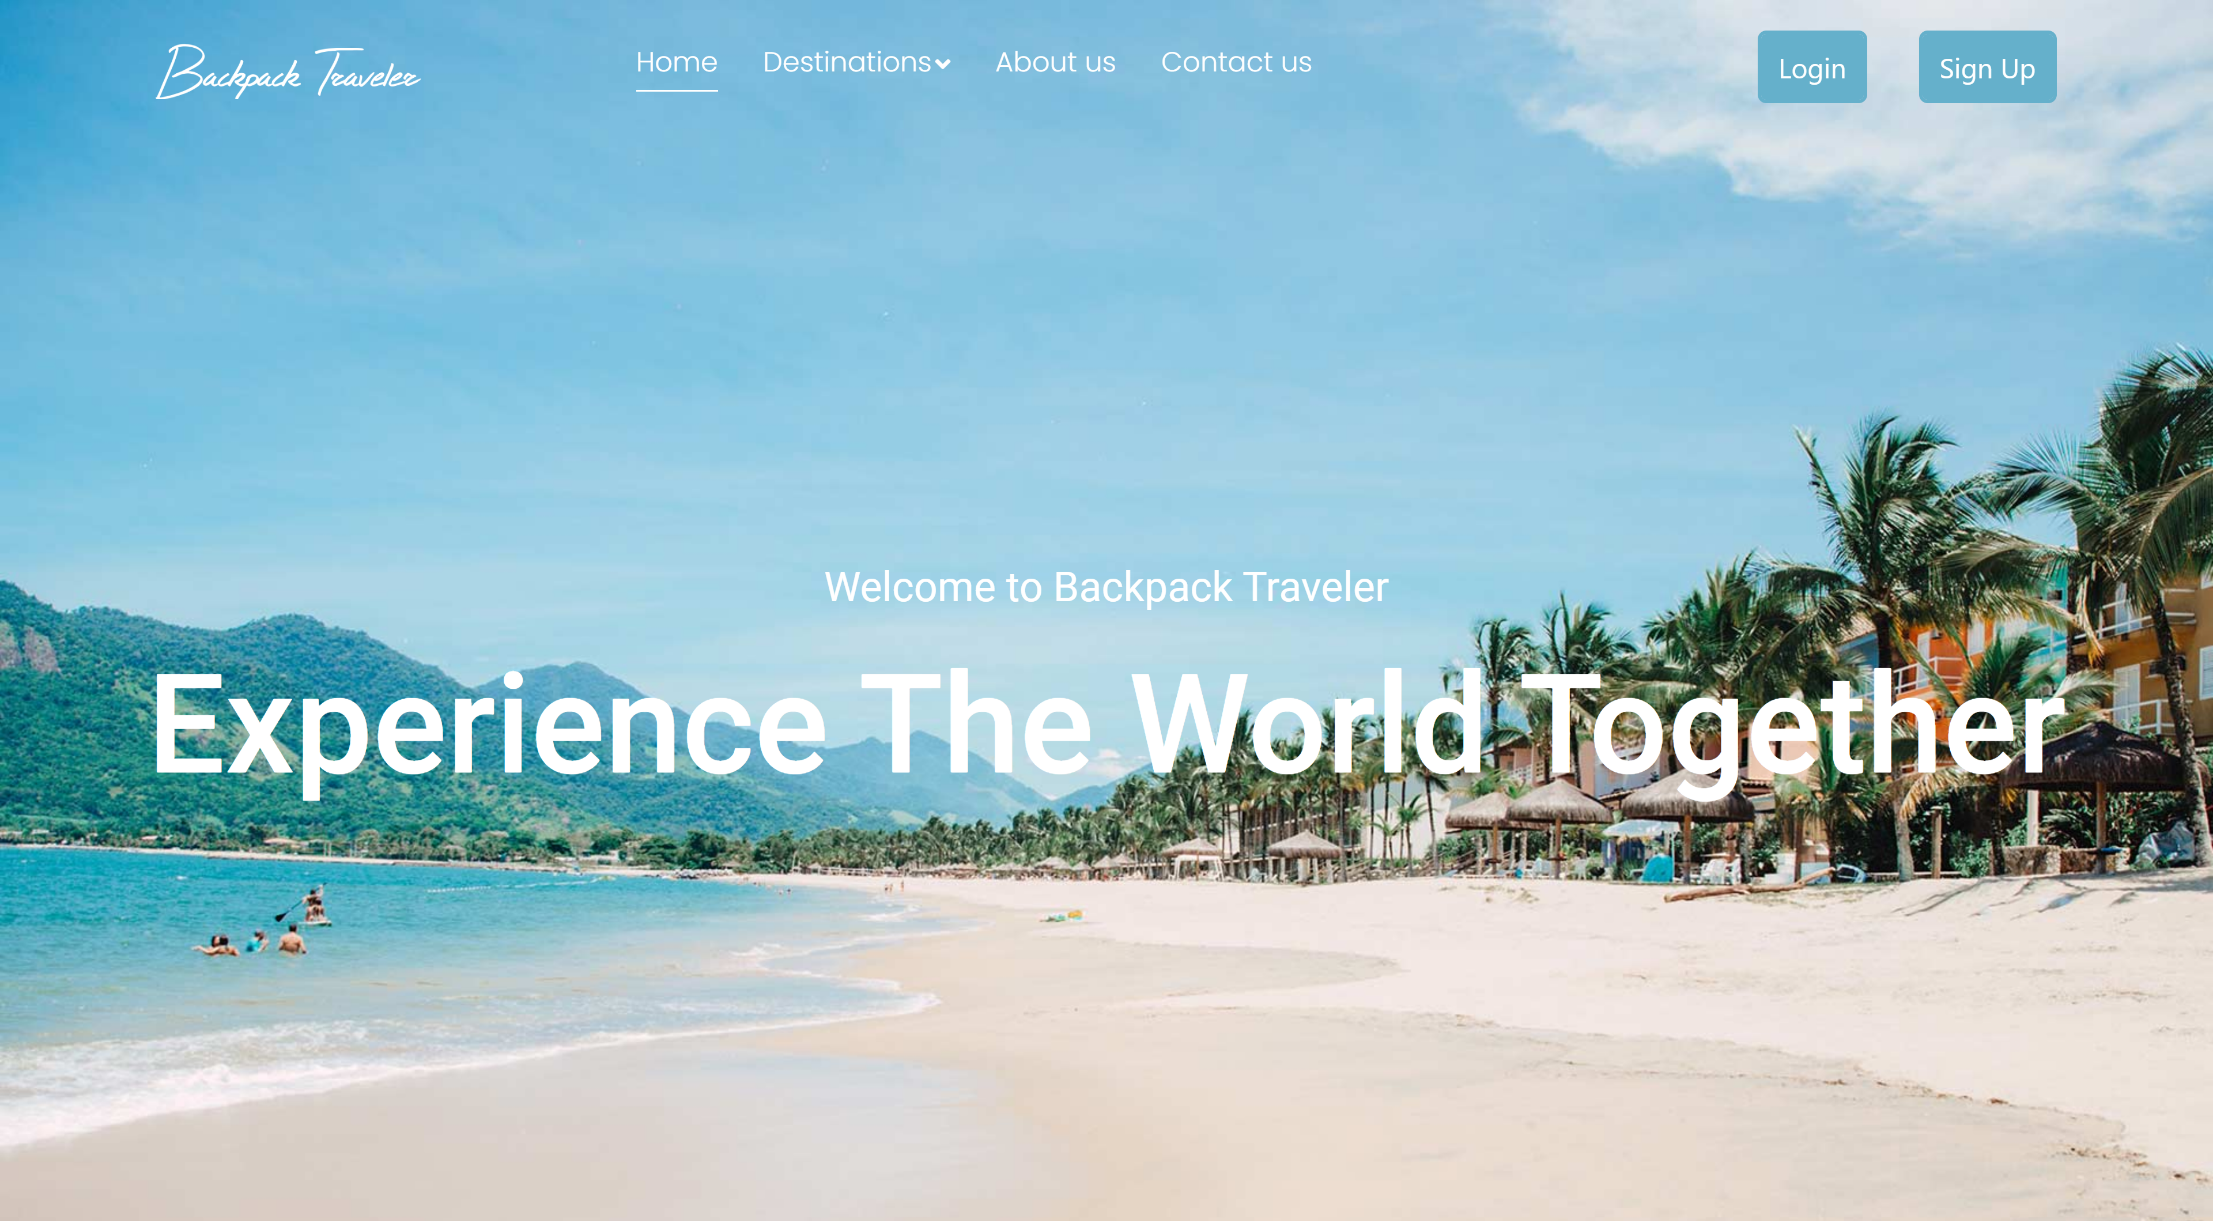 Backpack Traveler
Home Destinations About us Contact us
Login Sign Up
Welcome to Backpack Traveler
Experience The World Together